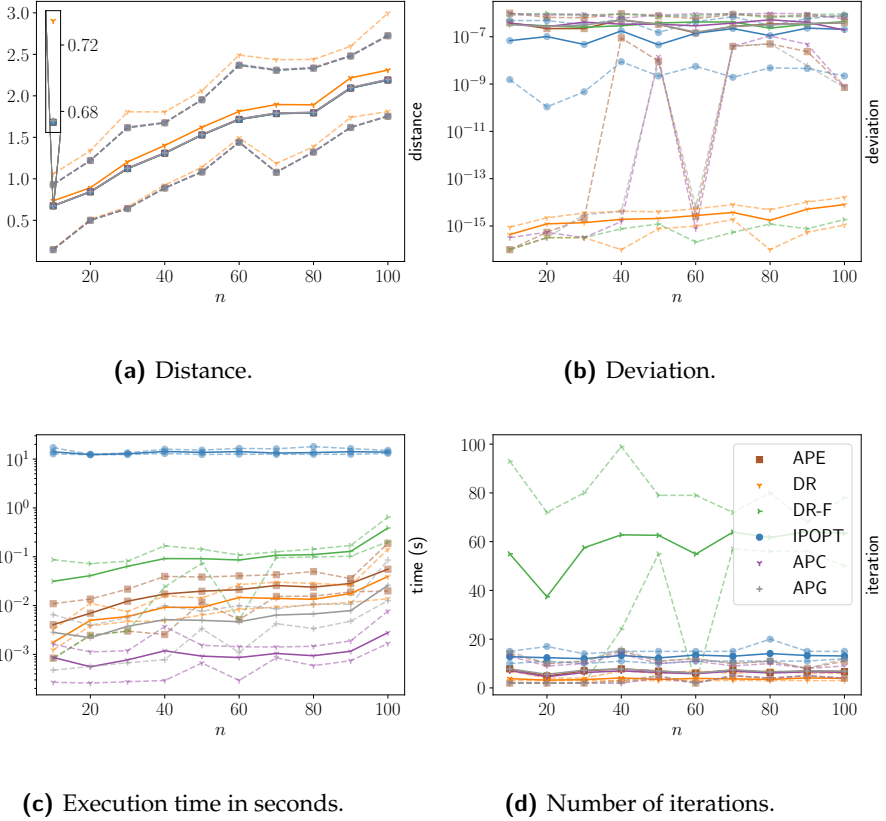 3.0
2.5
2.0
1.5
1.0
0.5
0.72
0.68
20 40 60 80 100
n
distance
(a) Distance.
10⁻⁷
10⁻⁹
10⁻¹¹
10⁻¹³
10⁻¹⁵
20 40 60 80 100
n
deviation
(b) Deviation.
10¹
10⁰
10⁻¹
10⁻²
10⁻³
20 40 60 80 100
n
time (s)
(c) Execution time in seconds.
100
80
60
40
20
0
20 40 60 80 100
n
iteration
APE
DR
DR-F
IPOPT
APC
APG
(d) Number of iterations.